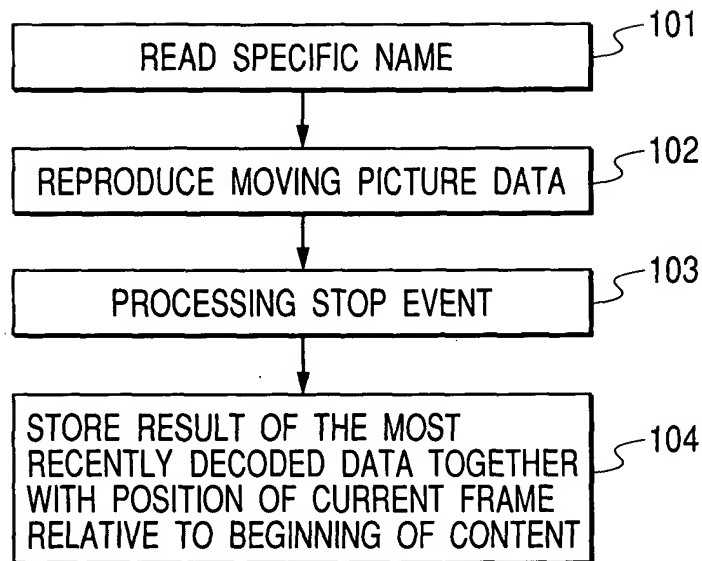 101
READ SPECIFIC NAME
102
REPRODUCE MOVING PICTURE DATA
103
PROCESSING STOP EVENT
104
STORE RESULT OF THE MOST
RECENTLY DECODED DATA TOGETHER
WITH POSITION OF CURRENT FRAME
RELATIVE TO BEGINNING OF CONTENT